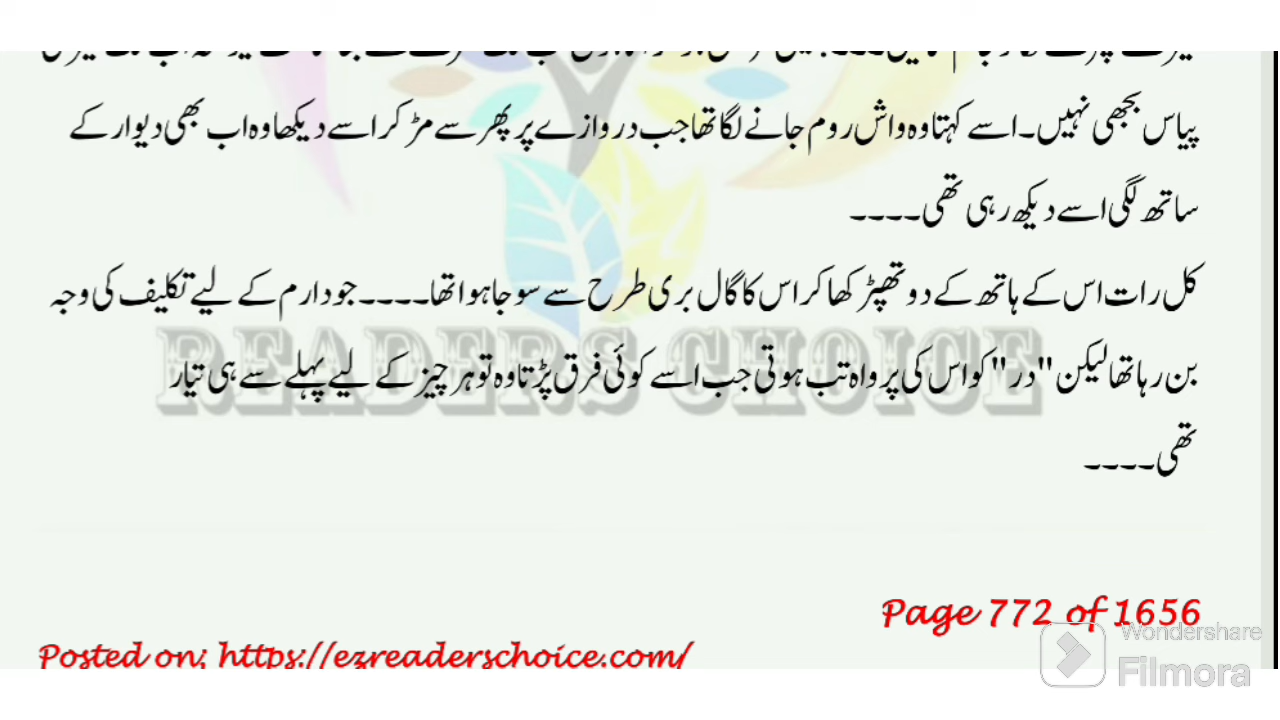 پیاس بجھی نہیں۔ اسے کہتا وہ واش روم جانے لگا تھا جب دروازے پر پھر سے مڑ کر اسے دیکھا وہ اب بھی دیوار کے
ساتھ لگی اسے دیکھ رہی تھی۔۔۔۔
کل رات اس کے ہاتھ کے دو تھپڑ کھا کر اس کا گال بری طرح سے سوجا ہوا تھا۔۔۔۔ جو دارم کے لیے تکلیف کی وجہ
بن رہا تھا لیکن "در" کو اس کی پرواہ تب ہوتی جب اسے کوئی فرق پڑتا وہ تو ہر چیز کے لیے پہلے سے ہی تیار
تھی۔۔۔۔
READERS CHOICE
Page 772 of 1656
Posted on; https://ezreaderschoice.com/
Wondershare
Filmora